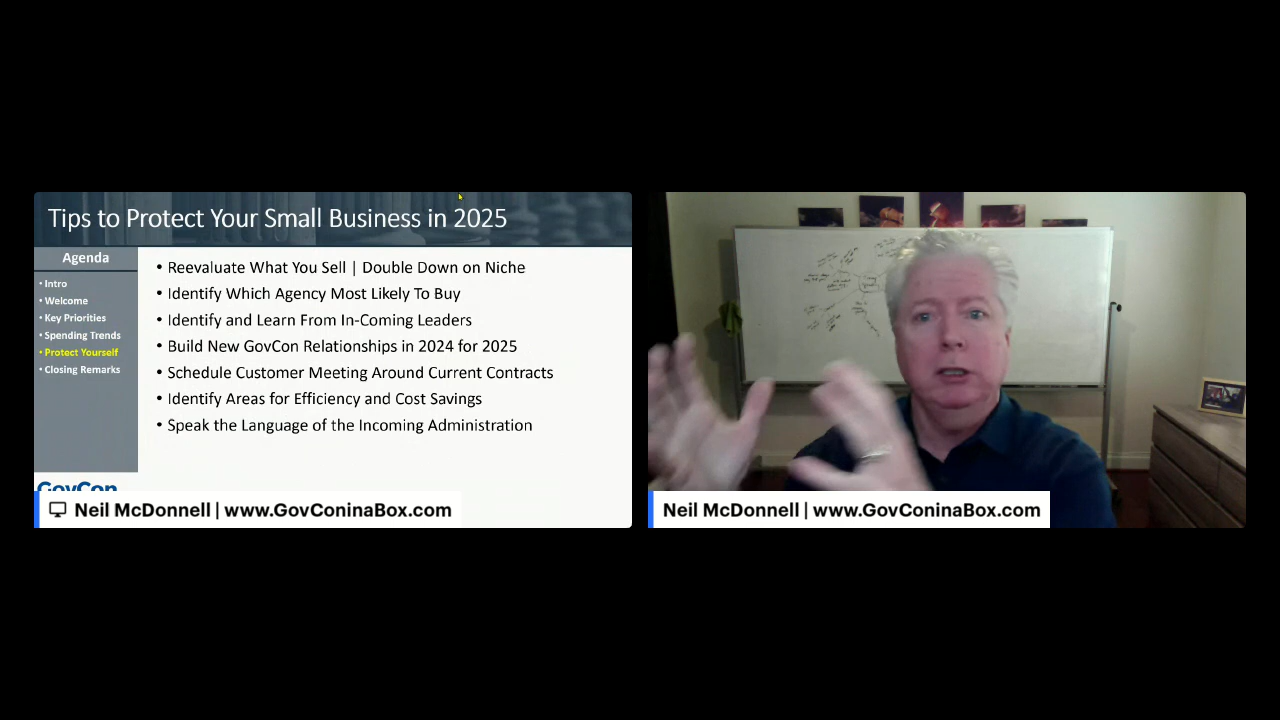 Tips to Protect Your Small Business in 2025
Agenda
• Intro
• Welcome
• Key Priorities
• Spending Trends
• Protect Yourself
• Closing Remarks
• Reevaluate What You Sell | Double Down on Niche
• Identify Which Agency Most Likely To Buy
• Identify and Learn From In-Coming Leaders
• Build New GovCon Relationships in 2024 for 2025
• Schedule Customer Meeting Around Current Contracts
• Identify Areas for Efficiency and Cost Savings
• Speak the Language of the Incoming Administration
GovCon
Neil McDonnell | www.GovConinaBox.com
Neil McDonnell | www.GovConinaBox.com